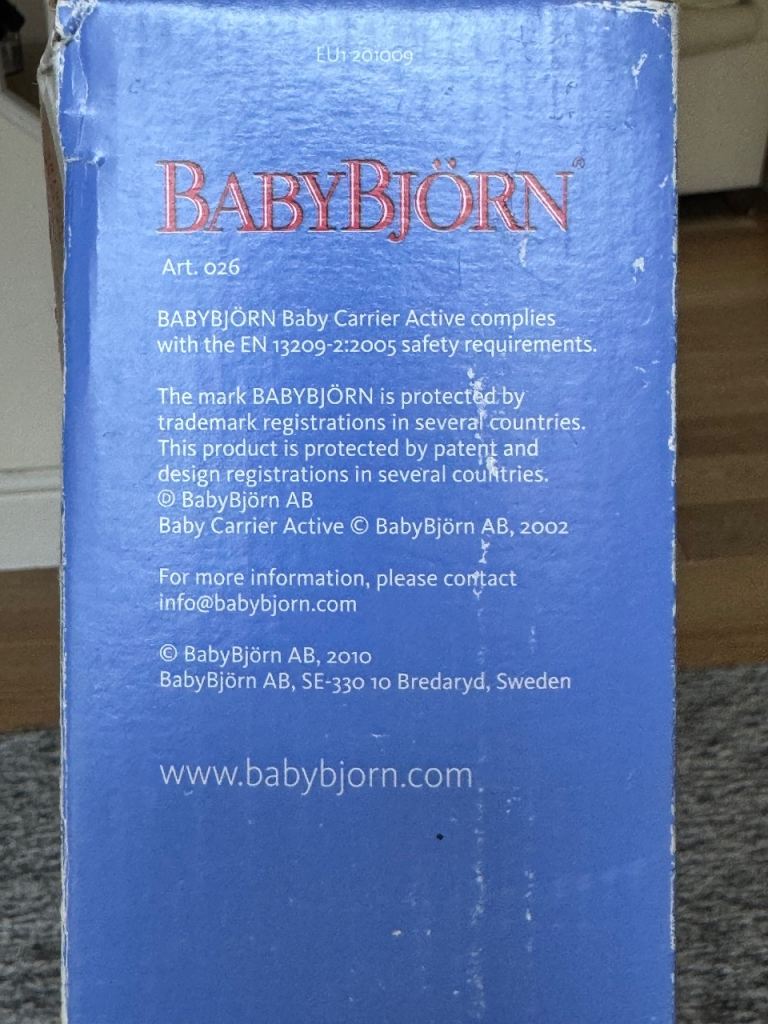 EU1 201009
BABYBJÖRN®
Art. 026
BABYBJÖRN Baby Carrier Active complies
with the EN 13209-2:2005 safety requirements.
The mark BABYBJÖRN is protected by
trademark registrations in several countries.
This product is protected by patent and
design registrations in several countries.
Ⓓ BabyBjörn AB
Baby Carrier Active © BabyBjörn AB, 2002
For more information, please contact
info@babybjorn.com
© BabyBjörn AB, 2010
BabyBjörn AB, SE-330 10 Bredaryd, Sweden
www.babybjorn.com